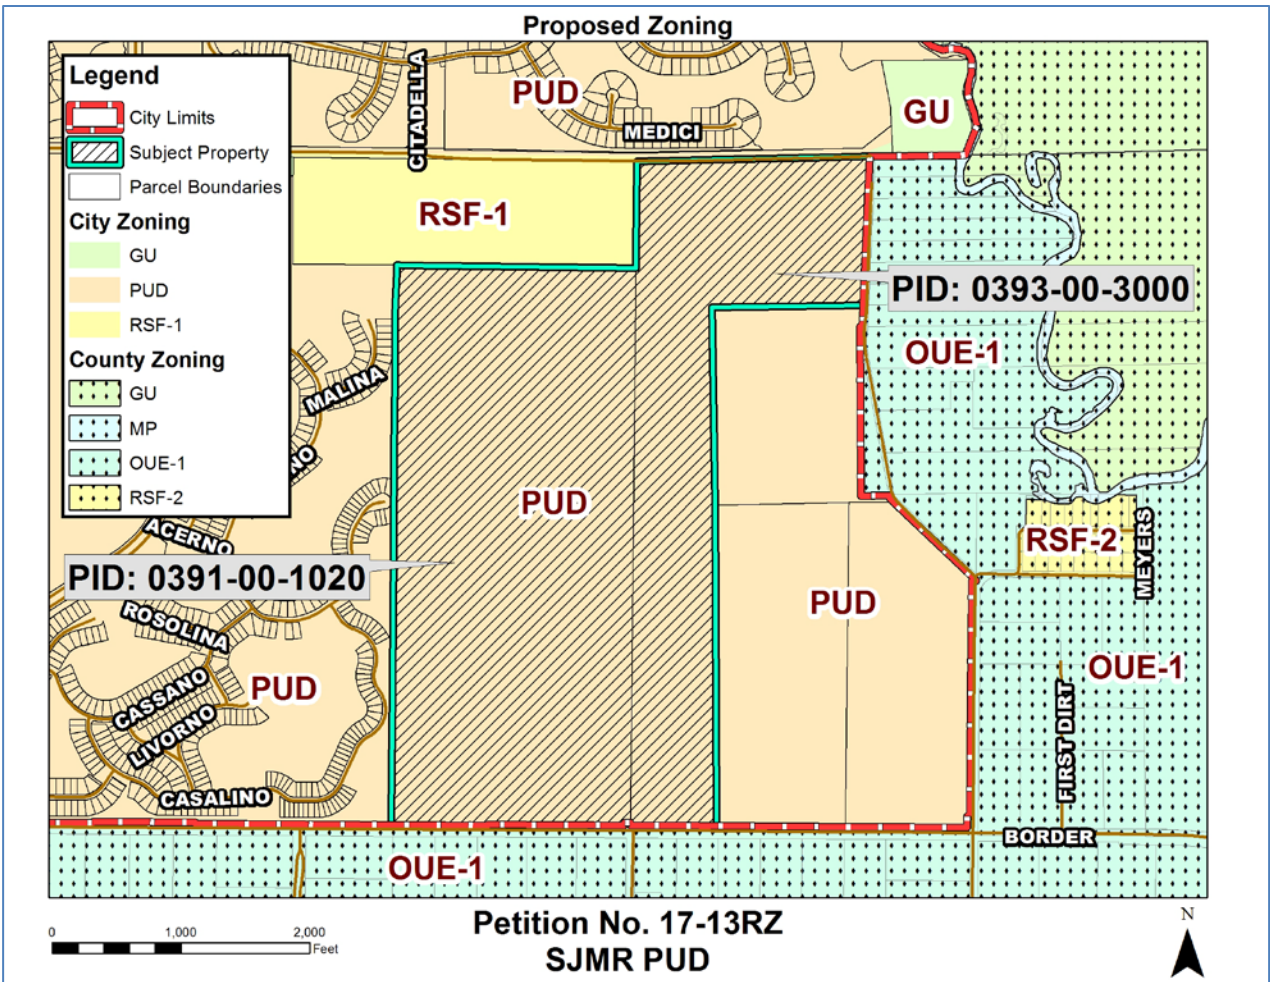 Proposed Zoning
Legend
City Limits
Subject Property
Parcel Boundaries
City Zoning
GU
PUD
RSF-1
County Zoning
GU
MP
OUE-1
RSF-2
CITADELLA
PUD
MEDICI
GU
RSF-1
PID: 0393-00-3000
OUE-1
MALINA
NO
PUD
ACERNO
RSF-2
MEYERS
PID: 0391-00-1020
PUD
ROSOLINA
OUE-1
PUD
CASSANO
FIRST DIRT
LIVORNO
CASALINO
BORDER
OUE-1
0 1,000 2,000
Feet
Petition No. 17-13RZ
SJMR PUD
N